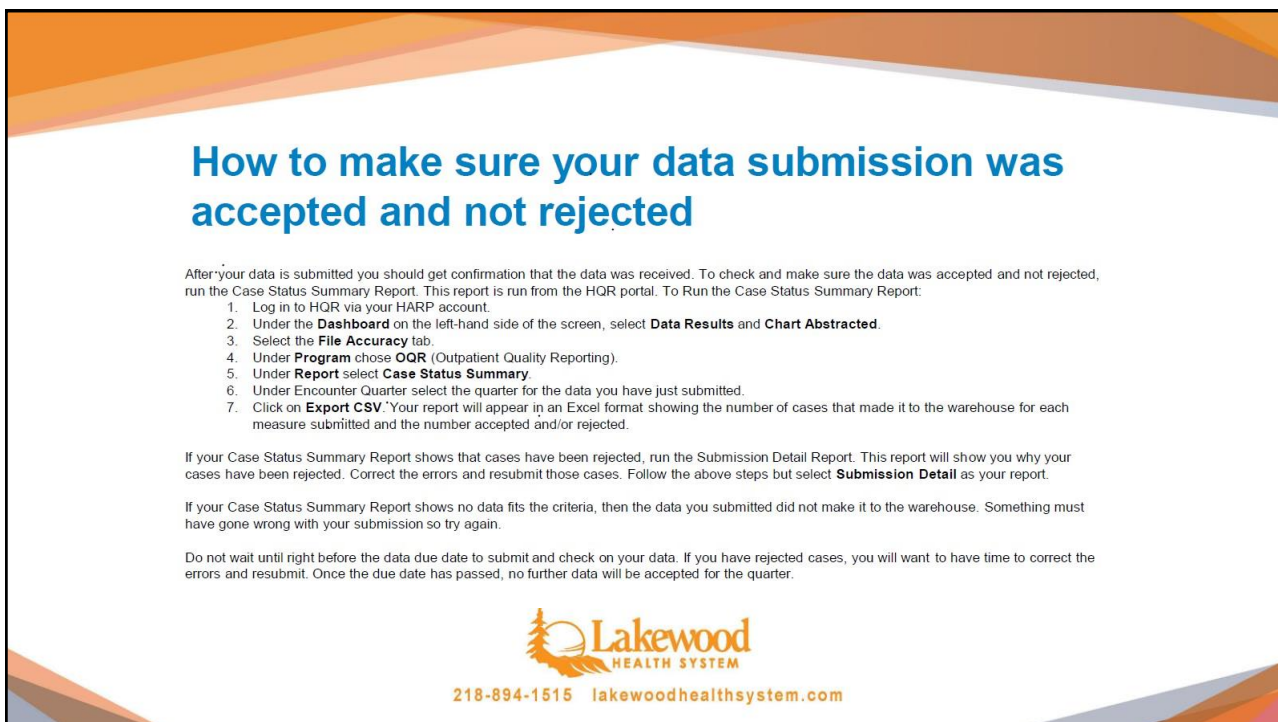 How to make sure your data submission was
accepted and not rejected
After your data is submitted you should get confirmation that the data was received. To check and make sure the data was accepted and not rejected,
run the Case Status Summary Report. This report is run from the HQR portal. To Run the Case Status Summary Report:
1. Log in to HQR via your HARP account.
2. Under the Dashboard on the left-hand side of the screen, select Data Results and Chart Abstracted.
3. Select the File Accuracy tab.
4. Under Program chose OQR (Outpatient Quality Reporting).
5. Under Report select Case Status Summary.
6. Under Encounter Quarter select the quarter for the data you have just submitted.
7. Click on Export CSV. Your report will appear in an Excel format showing the number of cases that made it to the warehouse for each
measure submitted and the number accepted and/or rejected.
If your Case Status Summary Report shows that cases have been rejected, run the Submission Detail Report. This report will show you why your
cases have been rejected. Correct the errors and resubmit those cases. Follow the above steps but select Submission Detail as your report.
If your Case Status Summary Report shows no data fits the criteria, then the data you submitted did not make it to the warehouse. Something must
have gone wrong with your submission so try again.
Do not wait until right before the data due date to submit and check on your data. If you have rejected cases, you will want to have time to correct the
errors and resubmit. Once the due date has passed, no further data will be accepted for the quarter.
Lakewood
HEALTH SYSTEM
218-894-1515 lakewoodhealthsystem.com